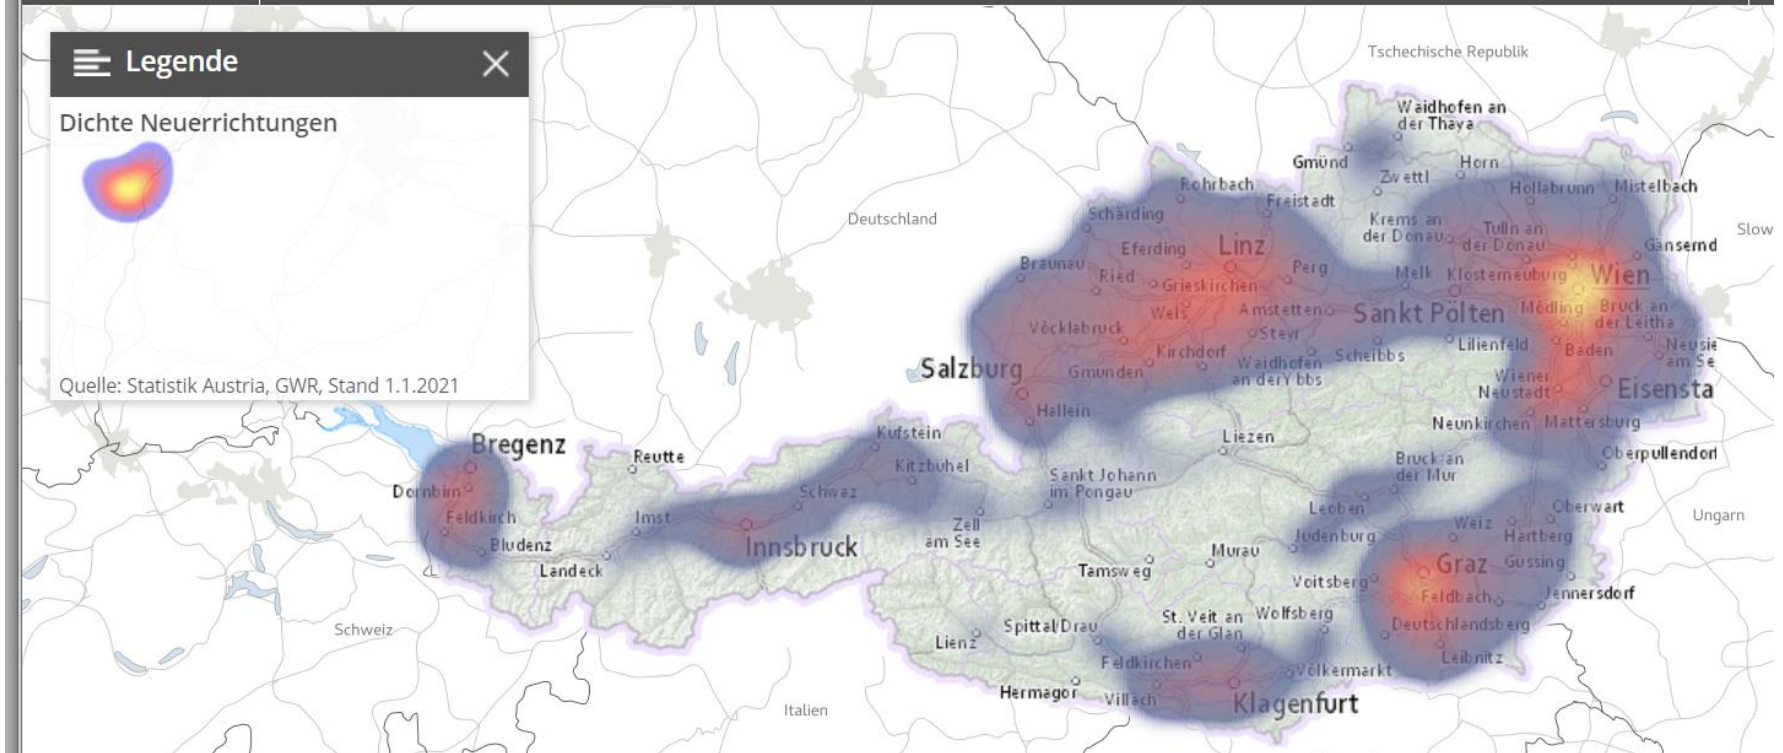 Legende
Dichte Neuerrichtungen
Quelle: Statistik Austria, GWR, Stand 1.1.2021
Tschechische Republik
Waidhofen an
der Thaya
Gmünd
Horn
Zwettl
Rohrbach
Hollabrunn
Mistelbach
Freistadt
Deutschland
Schärding
Krems an
der Donau
Tulln an
der Donau
Slow
Eferding
Linz
Gänsernd
Braunau
Ried
Perg
Melk
Klosterneuburg
Wien
Grieskirchen
Wels
Amstetten
Sankt Pölten
Mödling
Bruck an
der Leitha
Vöcklabruck
Steyr
Lilienfeld
Baden
Neusie
am Se
Salzburg
Kirchdorf
Gmunden
Waidhofen
an der Ybbs
Scheibbs
Wiener
Neustadt
Eisensta
Hallein
Neunkirchen
Mattersburg
Kufstein
Liezen
Bregenz
Reutte
Kitzbühel
Sankt Johann
im Pongau
Bruck an
der Mur
Oberpullendorf
Dornbirn
Schwaz
Feldkirch
Imst
Leoben
Oberwart
Zell
am See
Weiz
Ungarn
Bludenz
Innsbruck
Judenburg
Hartberg
Landeck
Murau
Tamsweg
Graz
Güssing
Voitsberg
Feldbach
Jennersdorf
Schweiz
Spittal/Drau
St. Veit an
der Glan
Wolfsberg
Deutschlandsberg
Lienz
Leibnitz
Feldkirchen
Völkermarkt
Hermagor
Villach
Klagenfurt
Italien